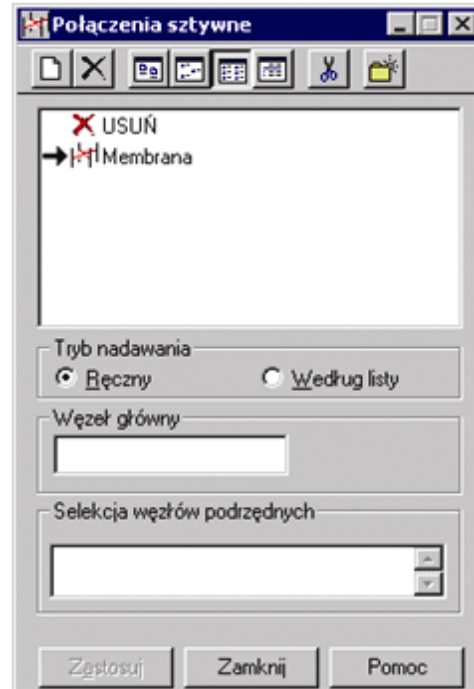 Połączenia sztywne
USUŃ
Membrana
Tryb nadawania
Ręczny Według listy
Węzeł główny
Selekcja węzłów podrzędnych
Zastosuj Zamknij Pomoc